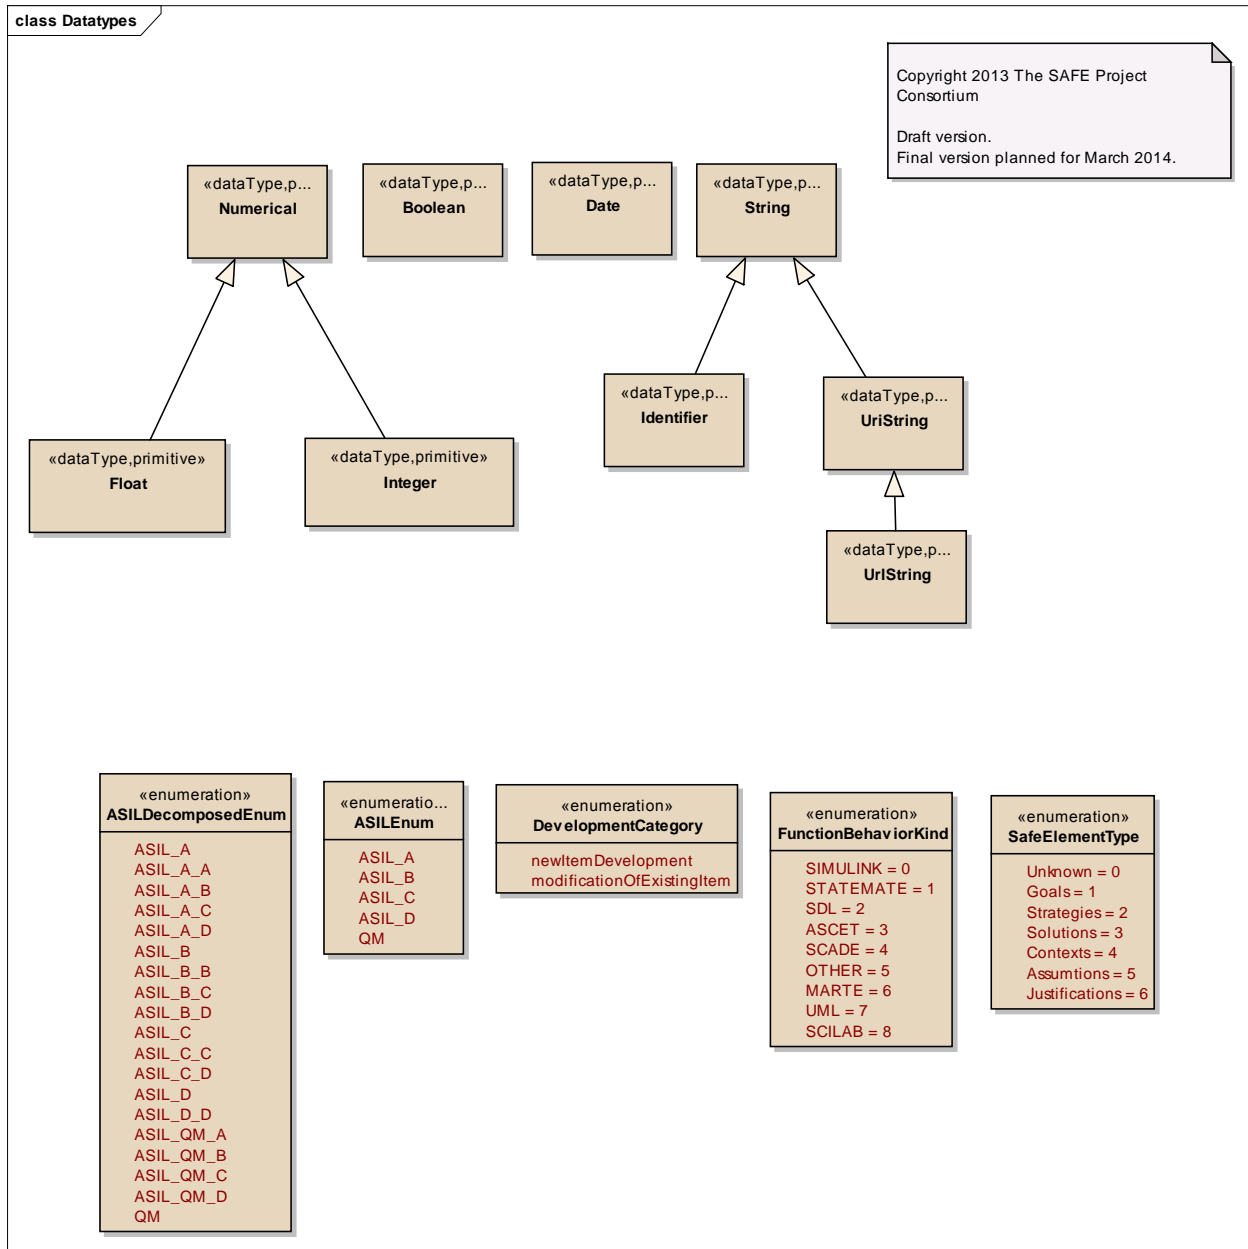 class Datatypes
Copyright 2013 The SAFE Project
Consortium
Draft version.
Final version planned for March 2014.
«dataType,p...
Numerical
«dataType,p...
Boolean
«dataType,p...
Date
«dataType,p...
String
«dataType,p...
Identifier
«dataType,p...
UriString
«dataType,primitive»
Float
«dataType,primitive»
Integer
«dataType,p...
UrlString
«enumeration»
ASILDecomposedEnum
ASIL_A
ASIL_A_A
ASIL_A_B
ASIL_A_C
ASIL_A_D
ASIL_B
ASIL_B_B
ASIL_B_C
ASIL_B_D
ASIL_C
ASIL_C_C
ASIL_C_D
ASIL_D
ASIL_D_D
ASIL_QM_A
ASIL_QM_B
ASIL_QM_C
ASIL_QM_D
QM
«enumeratio...
ASILEnum
ASIL_A
ASIL_B
ASIL_C
ASIL_D
QM
«enumeration»
DevelopmentCategory
newItemDevelopment
modificationOfExistingItem
«enumeration»
FunctionBehaviorKind
SIMULINK = 0
STATEMATE = 1
SDL = 2
ASCET = 3
SCADE = 4
OTHER = 5
MARTE = 6
UML = 7
SCILAB = 8
«enumeration»
SafeElementType
Unknown = 0
Goals = 1
Strategies = 2
Solutions = 3
Contexts = 4
Assumtions = 5
Justifications = 6